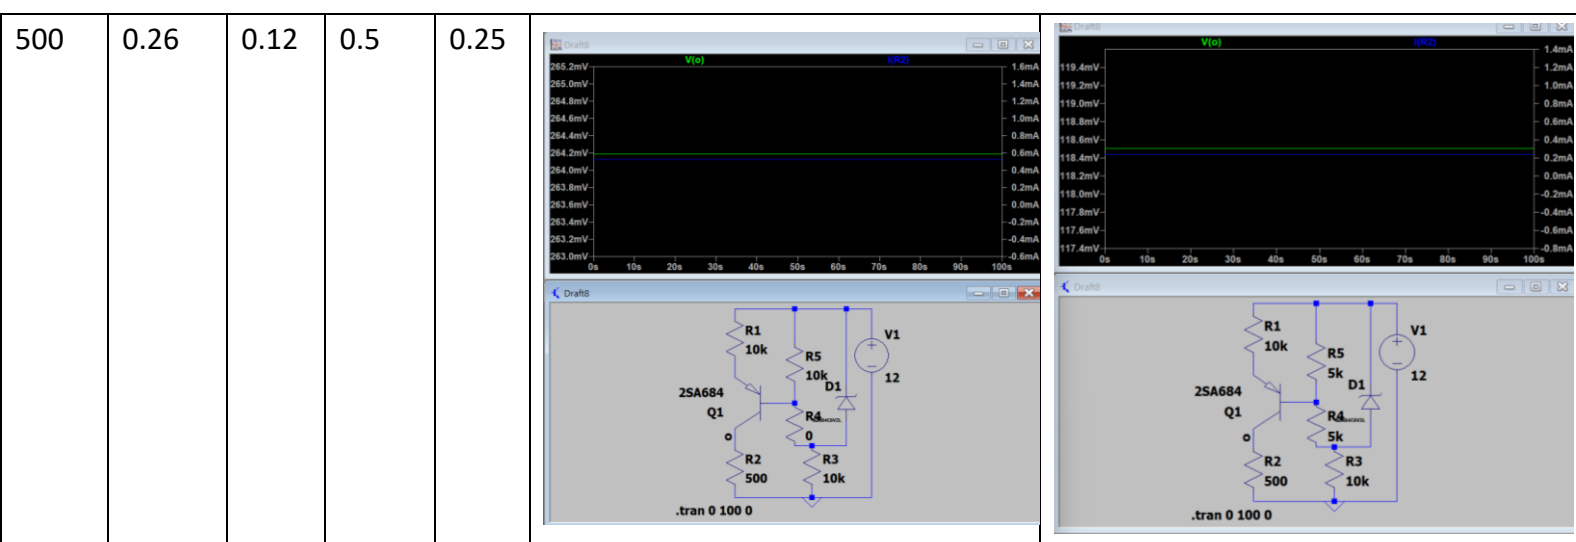 500 0.26 0.12 0.5 0.25
Draft8
V(o) I(R2)
265.2mV 1.6mA
265.0mV 1.4mA
264.8mV 1.2mA
264.6mV 1.0mA
264.4mV 0.8mA
264.2mV 0.6mA
264.0mV 0.4mA
263.8mV 0.2mA
263.6mV 0.0mA
263.4mV -0.2mA
263.2mV -0.4mA
263.0mV -0.6mA
0s 10s 20s 30s 40s 50s 60s 70s 80s 90s 100s
Draft8
R1
10k
R5
10k
V1
12
D1
2SA684
Q1
R4
0
o
R2
500
R3
10k
.tran 0 100 0
Draft8
V(o) I(R2)
1.4mA
119.4mV 1.2mA
119.2mV 1.0mA
119.0mV 0.8mA
118.8mV 0.6mA
118.6mV 0.4mA
118.4mV 0.2mA
118.2mV 0.0mA
118.0mV -0.2mA
117.8mV -0.4mA
117.6mV -0.6mA
117.4mV -0.8mA
0s 10s 20s 30s 40s 50s 60s 70s 80s 90s 100s
Draft8
R1
10k
R5
5k
V1
12
D1
2SA684
Q1
R4
5k
o
R2
500
R3
10k
.tran 0 100 0